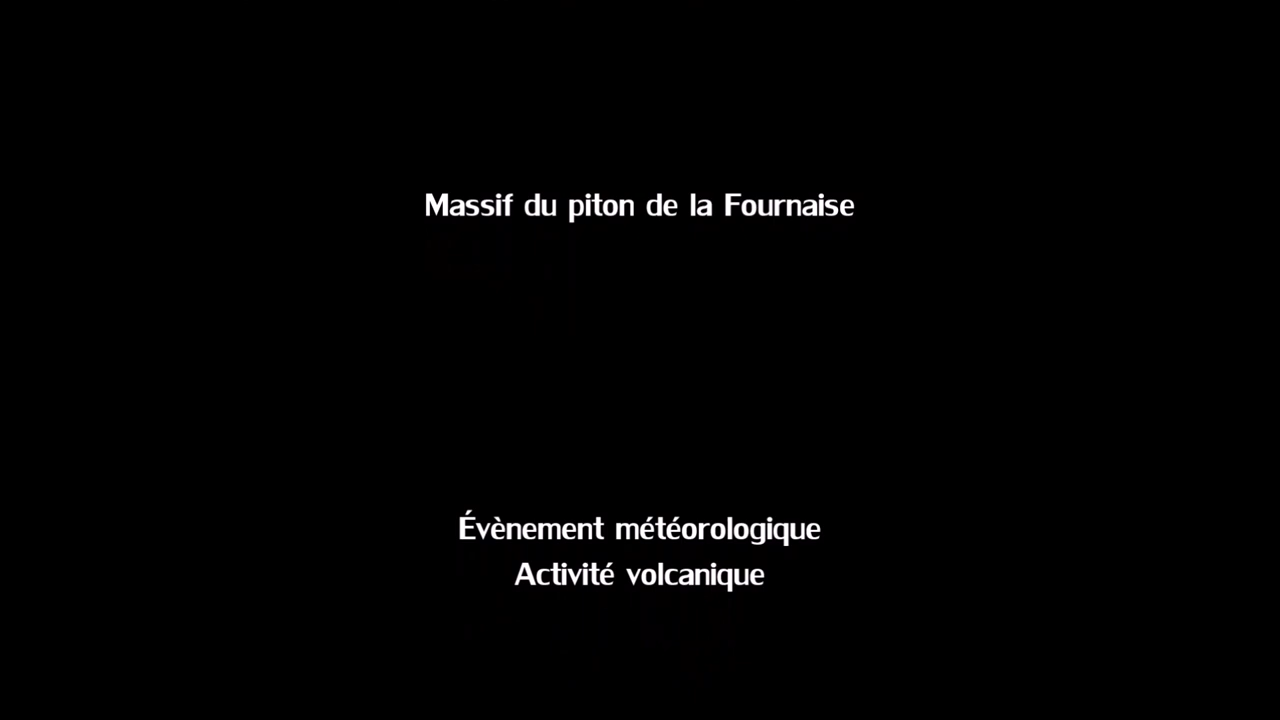 Massif du piton de la Fournaise
Évènement météorologique
Activité volcanique